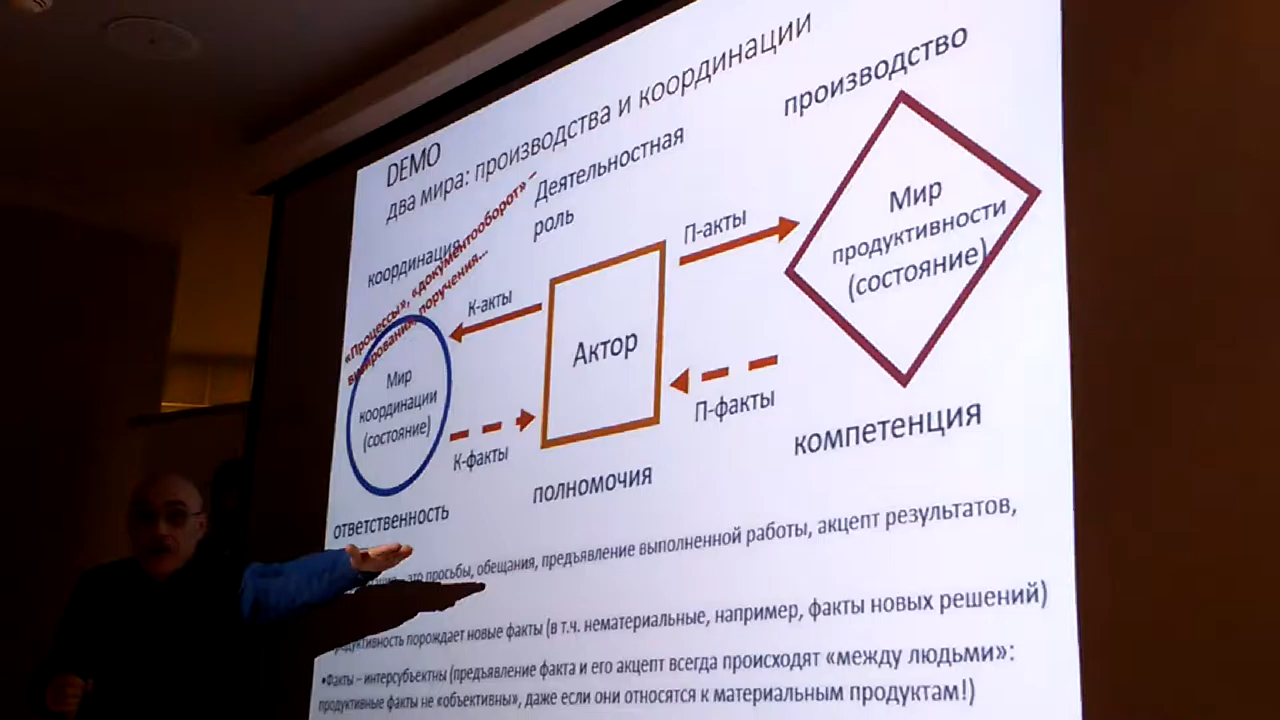 DEMO
два мира: производства и координации
производство
Деятельностная
роль
координация
«Процессы», «документооборот» –
поручения...
К-акты
П-акты
Мир
продуктивности
(состояние)
Актор
Мир
координации
(состояние)
К-факты
П-факты
компетенция
полномочия
ответственность
это просьбы, обещания, предъявление выполненной работы, акцепт результатов,
порождает новые факты (в т.ч. нематериальные, например, факты новых решений)
•Факты – интерсубъектны (предъявление факта и его акцепт всегда происходят «между людьми»:
продуктивные факты не «объективны», даже если они относятся к материальным продуктам!)